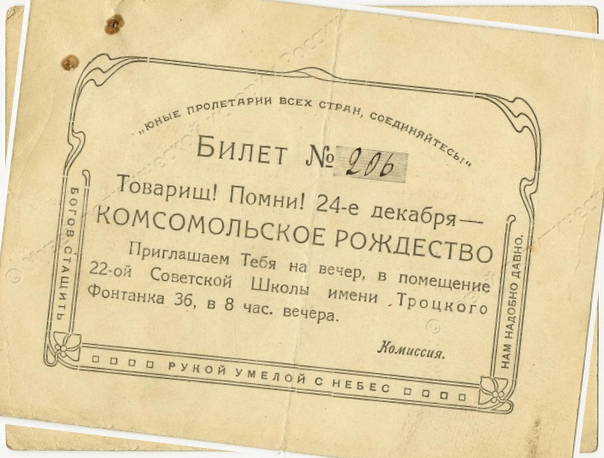 „ЮНЫЕ ПРОЛЕТАРИИ ВСЕХ СТРАН, СОЕДИНЯЙТЕСЬ!“
БИЛЕТ № 206
Товарищ! Помни! 24-е декабря—
КОМСОМОЛЬСКОЕ РОЖДЕСТВО
Приглашаем Тебя на вечер, в помещение
22-ой Советской Школы имени Троцкого
Фонтанка 36, в 8 час. вечера.
Комиссия.
БОГОВ СТАЩИТЬ
РУКОЙ УМЕЛОЙ С НЕБЕС
НАМ НАДОБНО ДАВНО.